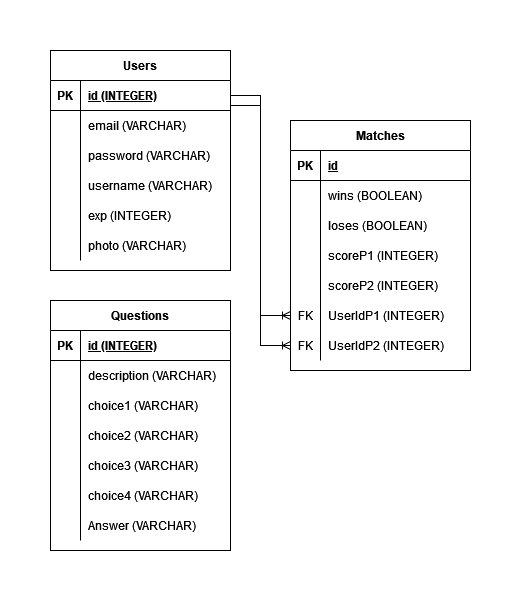 Users
PK id (INTEGER)
email (VARCHAR)
password (VARCHAR)
username (VARCHAR)
exp (INTEGER)
photo (VARCHAR)
Matches
PK id
wins (BOOLEAN)
loses (BOOLEAN)
scoreP1 (INTEGER)
scoreP2 (INTEGER)
FK UserIdP1 (INTEGER)
FK UserIdP2 (INTEGER)
Questions
PK id (INTEGER)
description (VARCHAR)
choice1 (VARCHAR)
choice2 (VARCHAR)
choice3 (VARCHAR)
choice4 (VARCHAR)
Answer (VARCHAR)